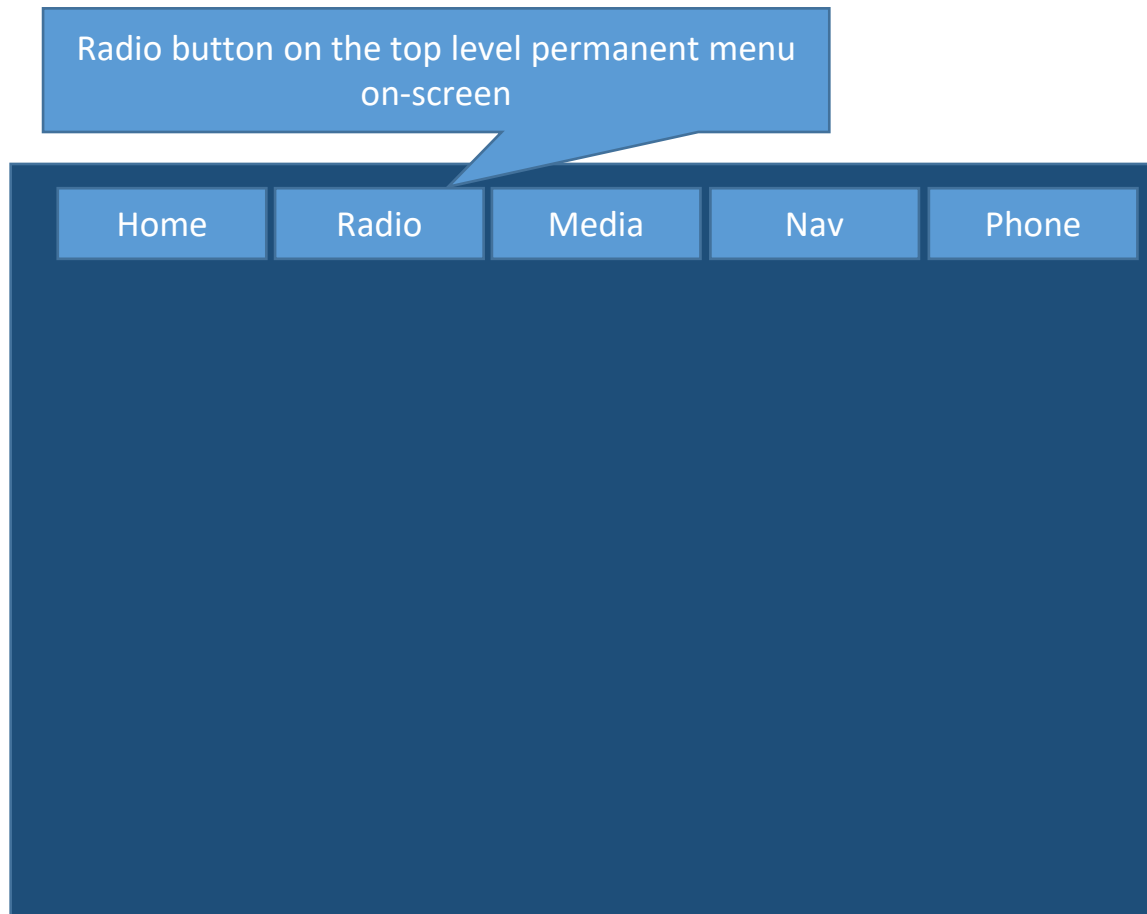 Radio button on the top level permanent menu
on-screen
Home Radio Media Nav Phone